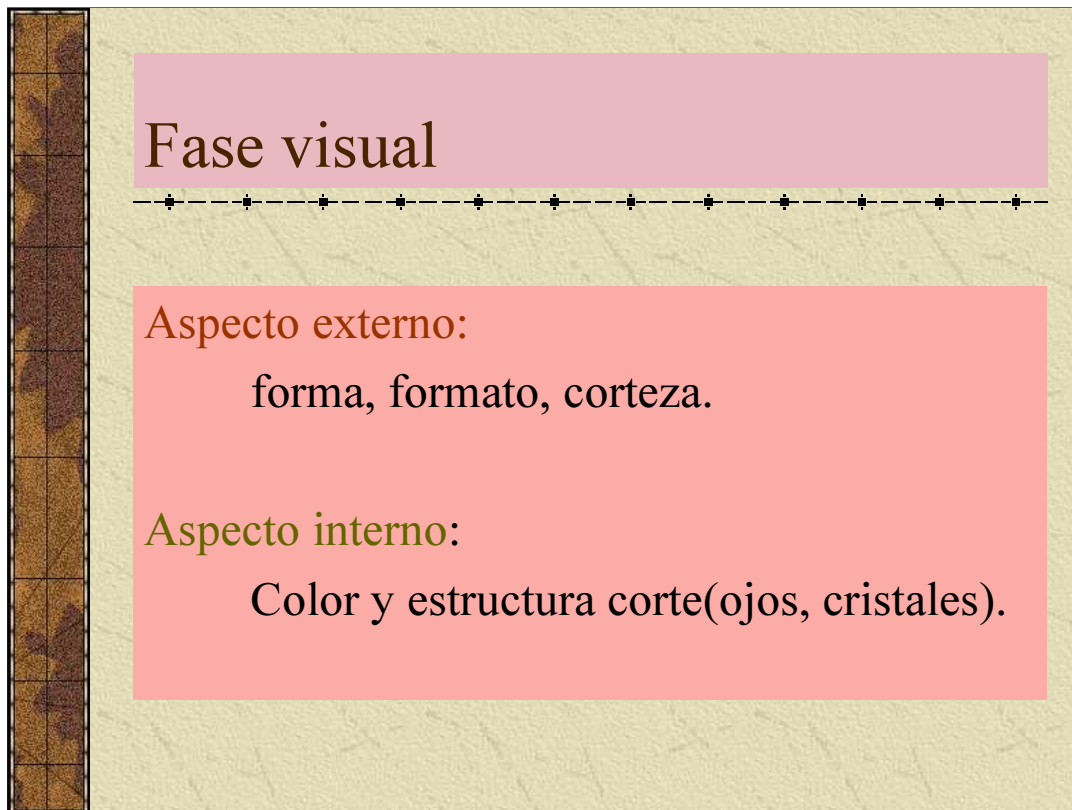 Fase visual
Aspecto externo:
forma, formato, corteza.
Aspecto interno:
Color y estructura corte(ojos, cristales).